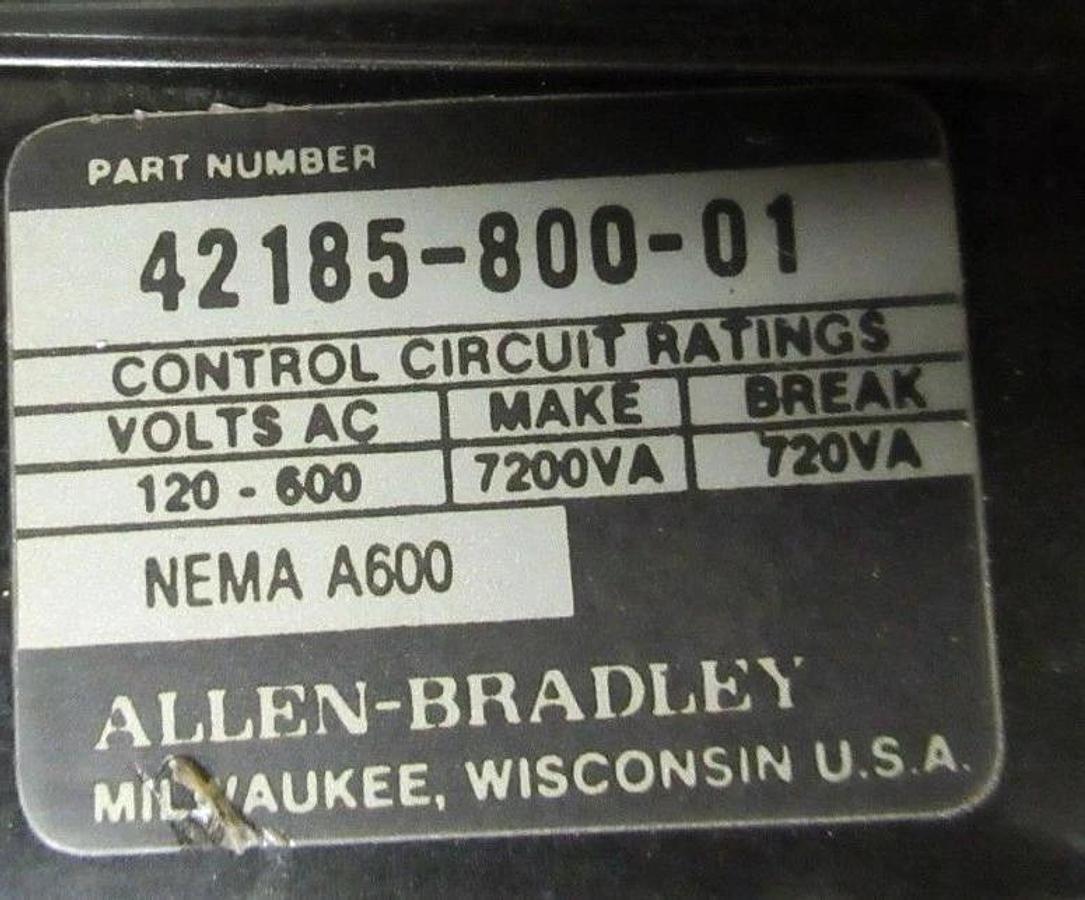 PART NUMBER
42185-800-01
CONTROL CIRCUIT RATINGS
VOLTS AC MAKE BREAK
120 - 600 7200VA 720VA
NEMA A600
ALLEN-BRADLEY
MILWAUKEE, WISCONSIN U.S.A.